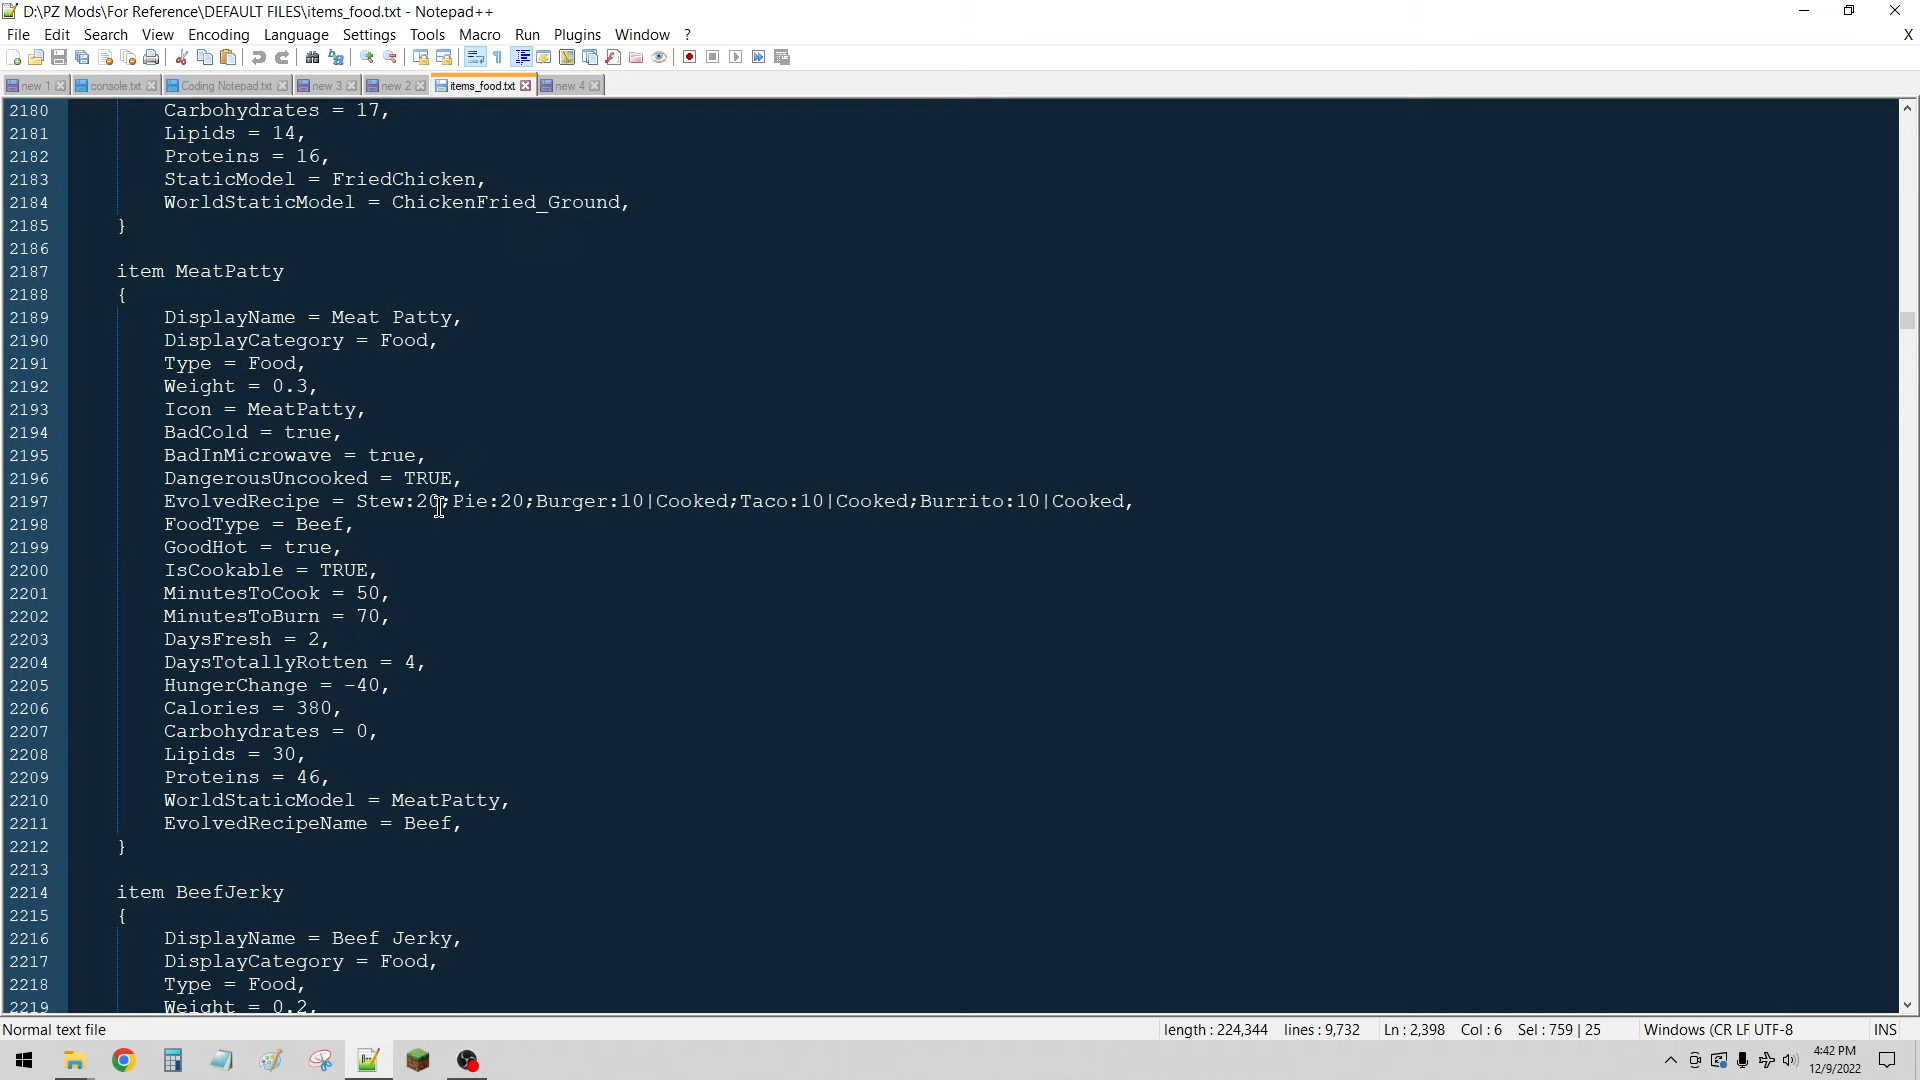 D:\PZ Mods\For Reference\DEFAULT FILES\items_food.txt - Notepad++
File Edit Search View Encoding Language Settings Tools Macro Run Plugins Window ? X
new 1 console.txt Coding Notepad.txt new 3 new 2 items_food.txt new 4
2180 Carbohydrates = 17,
2181 Lipids = 14,
2182 Proteins = 16,
2183 StaticModel = FriedChicken,
2184 WorldStaticModel = ChickenFried_Ground,
2185 }
2186
2187 item MeatPatty
2188 {
2189 DisplayName = Meat Patty,
2190 DisplayCategory = Food,
2191 Type = Food,
2192 Weight = 0.3,
2193 Icon = MeatPatty,
2194 BadCold = true,
2195 BadInMicrowave = true,
2196 DangerousUncooked = TRUE,
2197 EvolvedRecipe = Stew:20;Pie:20;Burger:10|Cooked;Taco:10|Cooked;Burrito:10|Cooked,
2198 FoodType = Beef,
2199 GoodHot = true,
2200 IsCookable = TRUE,
2201 MinutesToCook = 50,
2202 MinutesToBurn = 70,
2203 DaysFresh = 2,
2204 DaysTotallyRotten = 4,
2205 HungerChange = -40,
2206 Calories = 380,
2207 Carbohydrates = 0,
2208 Lipids = 30,
2209 Proteins = 46,
2210 WorldStaticModel = MeatPatty,
2211 EvolvedRecipeName = Beef,
2212 }
2213
2214 item BeefJerky
2215 {
2216 DisplayName = Beef Jerky,
2217 DisplayCategory = Food,
2218 Type = Food,
2219 Weight = 0.2,
Normal text file length : 224,344 lines : 9,732 Ln : 2,398 Col : 6 Sel : 759 | 25 Windows (CR LF UTF-8 INS
4:42 PM
12/9/2022